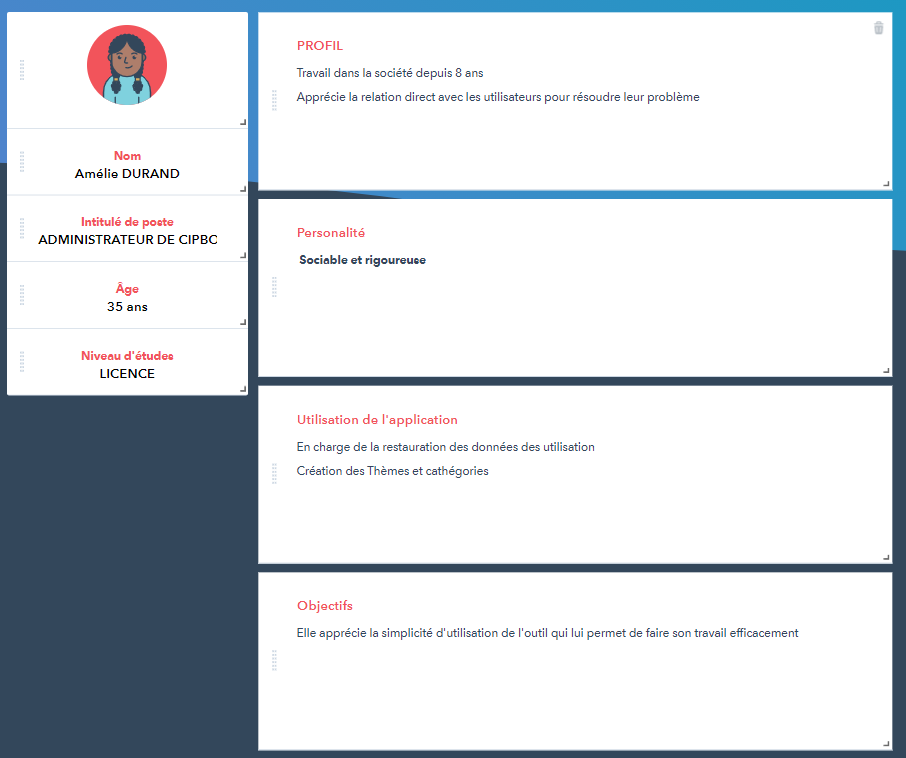 Nom
Amélie DURAND
Intitulé de poste
ADMINISTRATEUR DE CIPBC
Âge
35 ans
Niveau d'études
LICENCE
PROFIL
Travail dans la société depuis 8 ans
Apprécie la relation direct avec les utilisateurs pour résoudre leur problème
Personalité
Sociable et rigoureuse
Utilisation de l'application
En charge de la restauration des données des utilisation
Création des Thèmes et cathégories
Objectifs
Elle apprécie la simplicité d'utilisation de l'outil qui lui permet de faire son travail efficacement